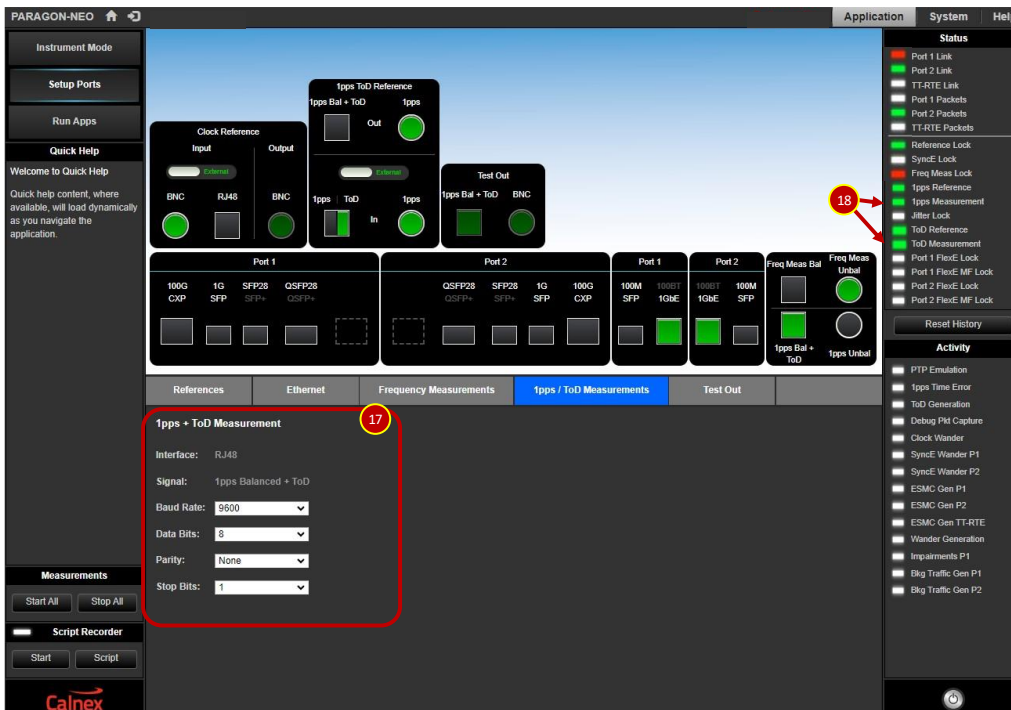 PARAGON-NEO
Application System Hel
Instrument Mode
Setup Ports
Run Apps
Quick Help
Welcome to Quick Help
Quick help content, where
available, will load dynamically
as you navigate the
application.
Measurements
Start All Stop All
Script Recorder
Start Script
Calnex
1pps ToD Reference
1pps Bal + ToD 1pps
Out
External
1pps ToD 1pps
In
Clock Reference
Input Output
External
BNC RJ48 BNC
Test Out
1pps Bal + ToD BNC
Port 1
100G 1G SFP28 QSFP28
CXP SFP SFP+ QSFP+
Port 2
QSFP28 SFP28 1G 100G
QSFP+ SFP+ SFP CXP
Port 1
100M 100BT
SFP 1GbE
Port 2
100BT 100M
1GbE SFP
Freq Meas Bal
Freq Meas
Unbal
1pps Bal +
ToD
1pps Unbal
References Ethernet Frequency Measurements 1pps / ToD Measurements Test Out
1pps + ToD Measurement
17
Interface: RJ48
Signal: 1pps Balanced + ToD
Baud Rate: 9600
Data Bits: 8
Parity: None
Stop Bits: 1
18
Status
Port 1 Link
Port 2 Link
TT-RTE Link
Port 1 Packets
Port 2 Packets
TT-RTE Packets
Reference Lock
SyncE Lock
Freq Meas Lock
1pps Reference
1pps Measurement
Jitter Lock
ToD Reference
ToD Measurement
Port 1 FlexE Lock
Port 1 FlexE MF Lock
Port 2 FlexE Lock
Port 2 FlexE MF Lock
Reset History
Activity
PTP Emulation
1pps Time Error
ToD Generation
Debug Pkt Capture
Clock Wander
SyncE Wander P1
SyncE Wander P2
ESMC Gen P1
ESMC Gen P2
ESMC Gen TT-RTE
Wander Generation
Impairments P1
Bkg Traffic Gen P1
Bkg Traffic Gen P2